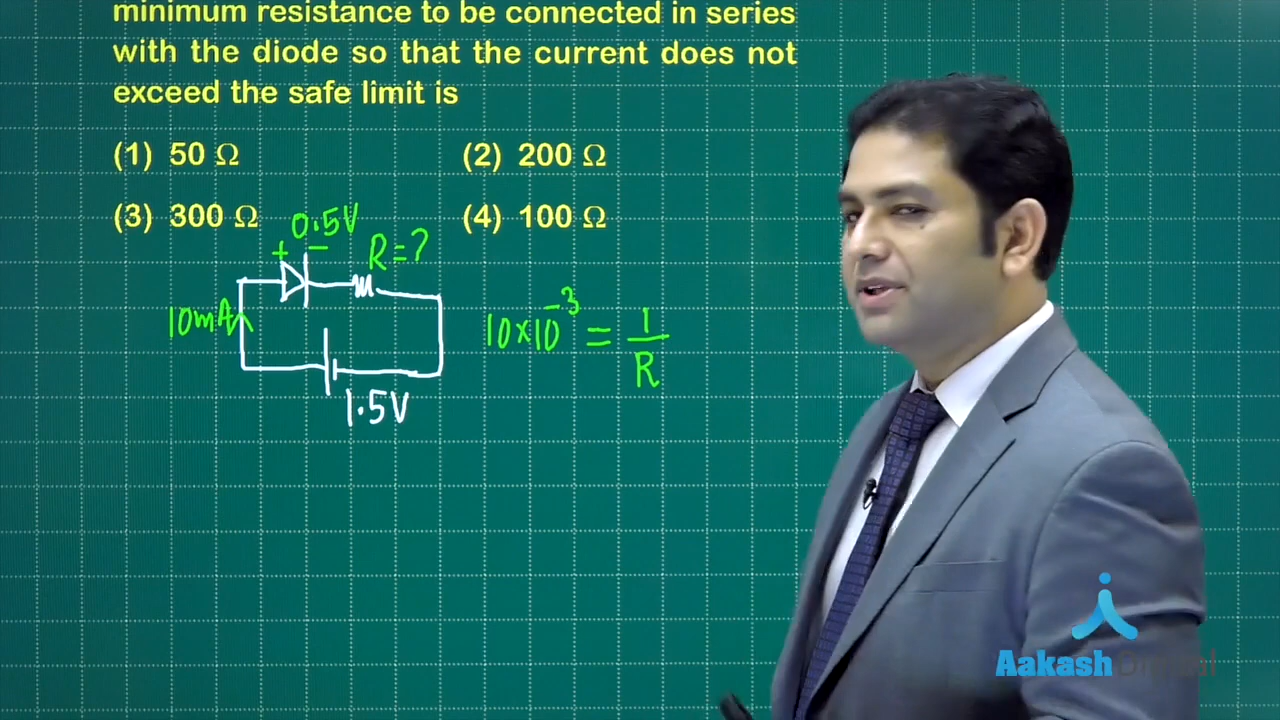 minimum resistance to be connected in series
with the diode so that the current does not
exceed the safe limit is
(1) 50 Ω (2) 200 Ω
(3) 300 Ω (4) 100 Ω
0.5V
+ −
R=?
10mA
10×10⁻³ = 1/R
1.5V
Aakash Digital